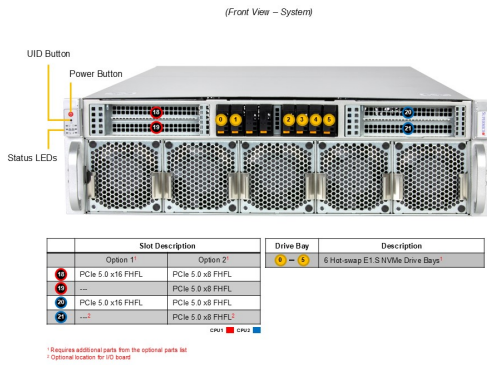 (Front View – System)
UID Button
Power Button
Status LEDs
18
19
0 1 2 3 4 5
20
21
Slot Description
Option 1¹ Option 2¹
18 PCIe 5.0 x16 FHFL PCIe 5.0 x8 FHFL
19 --- PCIe 5.0 x8 FHFL
20 PCIe 5.0 x16 FHFL PCIe 5.0 x8 FHFL
21 ---² PCIe 5.0 x8 FHFL²
CPU1 CPU2
Drive Bay Description
0 – 5 6 Hot-swap E1.S NVMe Drive Bays¹
¹ Requires additional parts from the optional parts list
² Optional location for I/O board